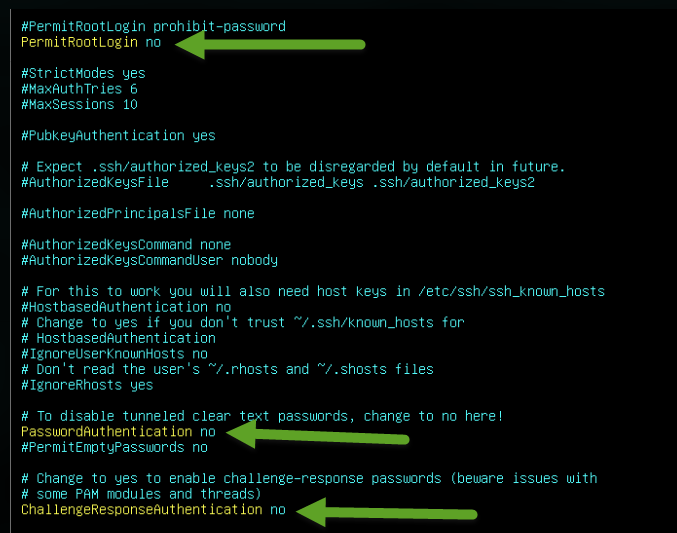 #PermitRootLogin prohibit-password
PermitRootLogin no
#StrictModes yes
#MaxAuthTries 6
#MaxSessions 10
#PubkeyAuthentication yes
# Expect .ssh/authorized_keys2 to be disregarded by default in future.
#AuthorizedKeysFile     .ssh/authorized_keys .ssh/authorized_keys2
#AuthorizedPrincipalsFile none
#AuthorizedKeysCommand none
#AuthorizedKeysCommandUser nobody
# For this to work you will also need host keys in /etc/ssh/ssh_known_hosts
#HostbasedAuthentication no
# Change to yes if you don't trust ~/.ssh/known_hosts for
# HostbasedAuthentication
#IgnoreUserKnownHosts no
# Don't read the user's ~/.rhosts and ~/.shosts files
#IgnoreRhosts yes
# To disable tunneled clear text passwords, change to no here!
PasswordAuthentication no
#PermitEmptyPasswords no
# Change to yes to enable challenge-response passwords (beware issues with
# some PAM modules and threads)
ChallengeResponseAuthentication no